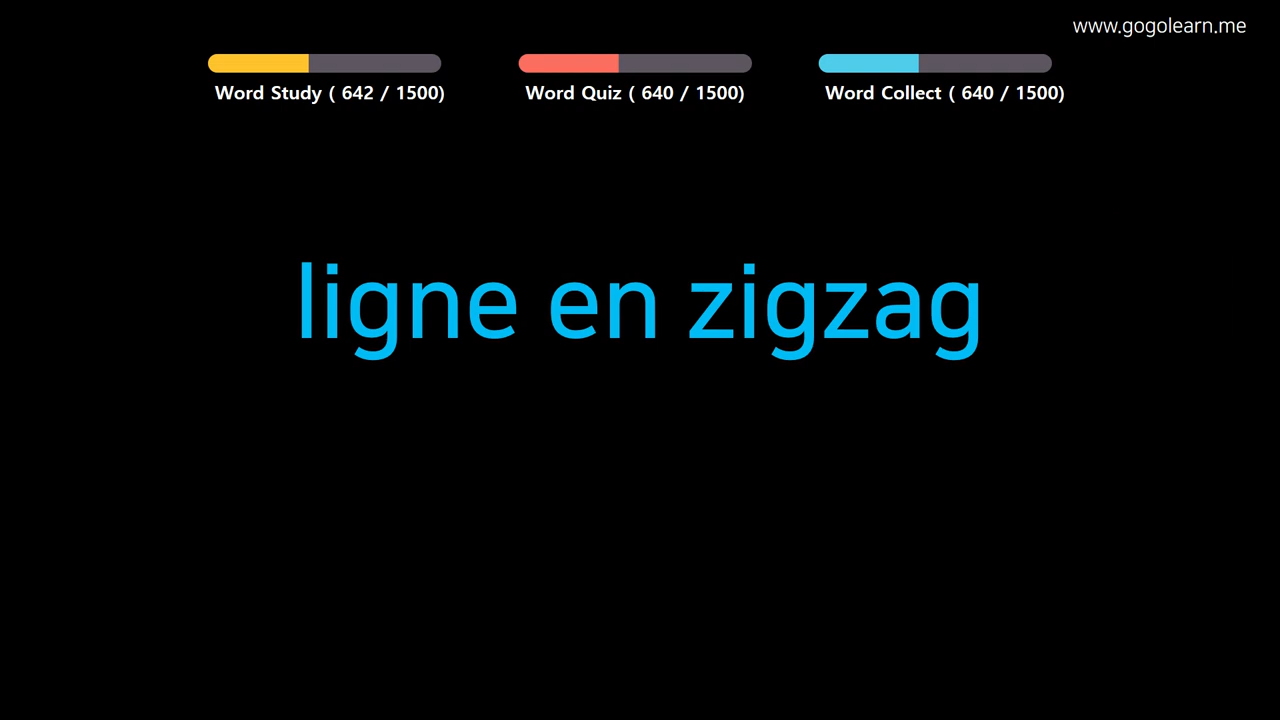 www.gogolearn.me
Word Study ( 642 / 1500)
Word Quiz ( 640 / 1500)
Word Collect ( 640 / 1500)
ligne en zigzag